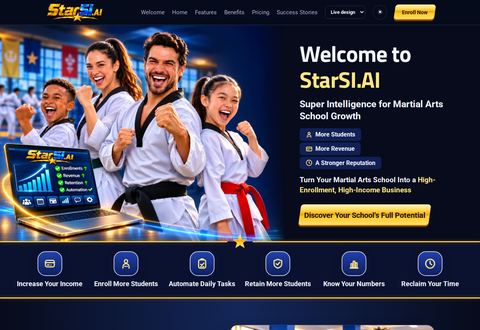 StarSI.AI
Welcome
Home
Features
Benefits
Pricing
Success Stories
Live design
Enroll Now
Welcome to
StarSI.AI
Super Intelligence for Martial Arts
School Growth
More Students
More Revenue
A Stronger Reputation
Turn Your Martial Arts School Into a High-
Enrollment, High-Income Business
Discover Your School's Full Potential
StarSI.AI
Enrollments
Revenue
Retention
Automation
Increase Your Income
Enroll More Students
Automate Daily Tasks
Retain More Students
Know Your Numbers
Reclaim Your Time